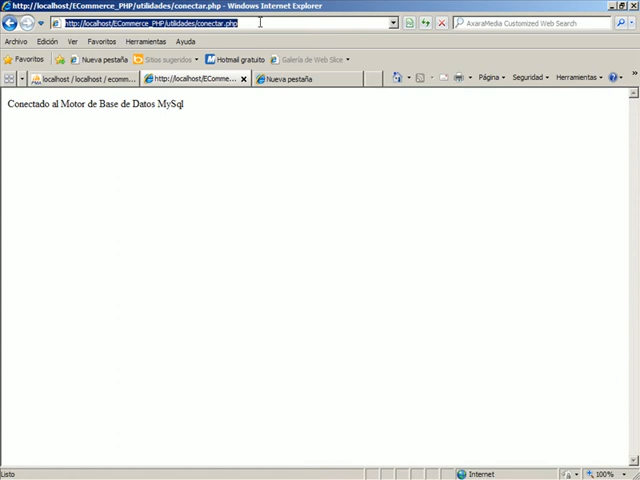 http://localhost/ECommerce_PHP/utilidades/conectar.php - Windows Internet Explorer
http://localhost/ECommerce_PHP/utilidades/conectar.php
AxaraMedia Customized Web Search
Archivo Edición Ver Favoritos Herramientas Ayuda
Favoritos Nueva pestaña Sitios sugeridos Hotmail gratuito Galería de Web Slice
localhost / localhost / ecomm... http://localhost/EComme... Nueva pestaña Página Seguridad Herramientas
Conectado al Motor de Base de Datos MySql
Listo Internet 100%